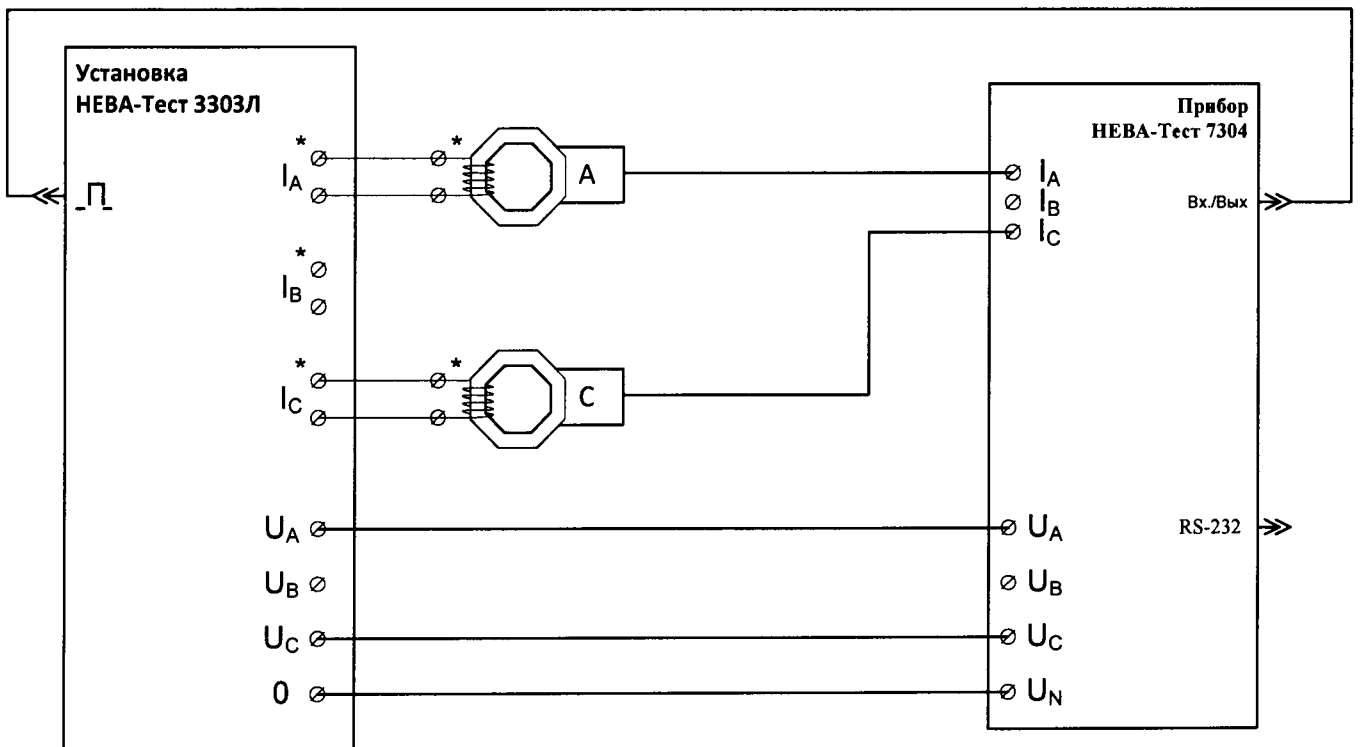 Установка
НЕВА-Тест 3303Л
*
I_A
_П_
*
I_B
*
I_C
U_A
U_B
U_C
0
*
A
*
C
Прибор
НЕВА-Тест 7304
I_A
I_B
I_C
Вх./Вых
U_A
U_B
U_C
U_N
RS-232